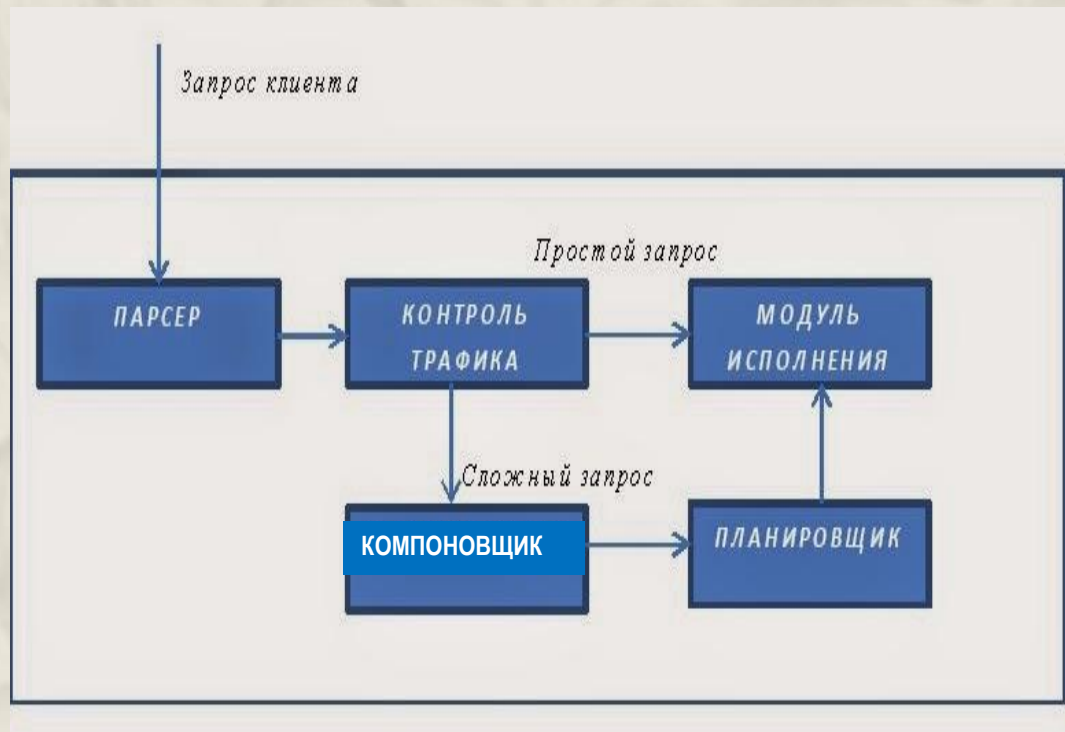 Запрос клиента
Простой запрос
ПАРСЕР
КОНТРОЛЬ
ТРАФИКА
МОДУЛЬ
ИСПОЛНЕНИЯ
Сложный запрос
КОМПОНОВЩИК
ПЛАНИРОВЩИК